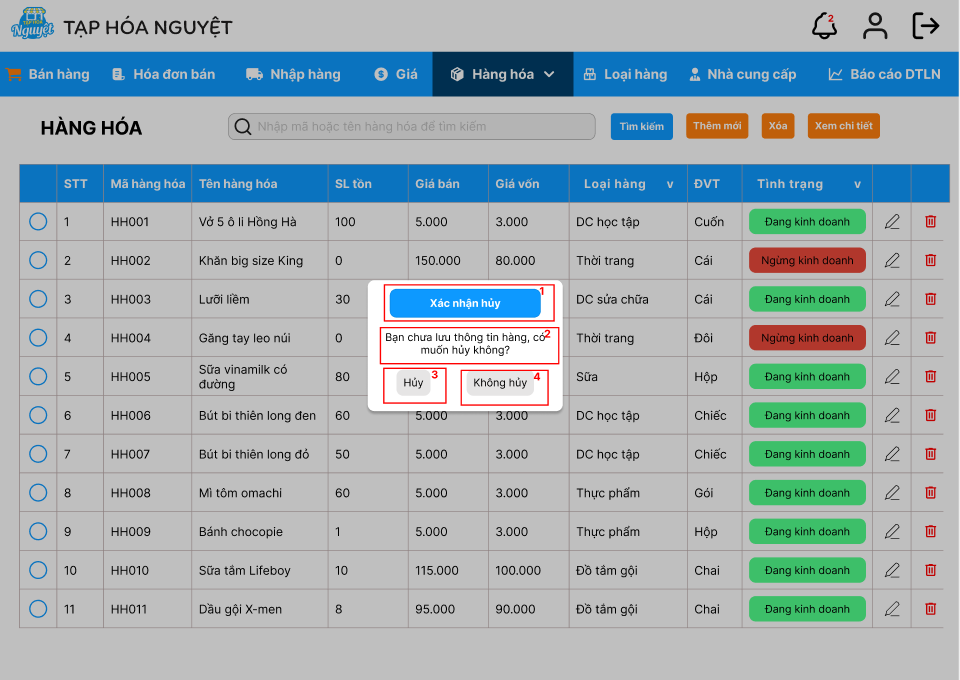 TẠP HÓA
Nguyệt
TẠP HÓA NGUYỆT
2
Bán hàng Hóa đơn bán Nhập hàng Giá Hàng hóa Loại hàng Nhà cung cấp Báo cáo DTLN
HÀNG HÓA Nhập mã hoặc tên hàng hóa để tìm kiếm Tìm kiếm Thêm mới Xóa Xem chi tiết
STT Mã hàng hóa Tên hàng hóa SL tồn Giá bán Giá vốn Loại hàng v ĐVT Tình trạng v
1 HH001 Vở 5 ô li Hồng Hà 100 5.000 3.000 DC học tập Cuốn Đang kinh doanh
2 HH002 Khăn big size King 0 150.000 80.000 Thời trang Cái Ngừng kinh doanh
3 HH003 Lưỡi liềm 30 DC sửa chữa Cái Đang kinh doanh
4 HH004 Găng tay leo núi 0 Thời trang Đôi Ngừng kinh doanh
5 HH005 Sữa vinamilk có
đường 80 Sữa Hộp Đang kinh doanh
6 HH006 Bút bi thiên long đen 60 5.000 3.000 DC học tập Chiếc Đang kinh doanh
7 HH007 Bút bi thiên long đỏ 50 5.000 3.000 DC học tập Chiếc Đang kinh doanh
8 HH008 Mì tôm omachi 60 5.000 3.000 Thực phẩm Gói Đang kinh doanh
9 HH009 Bánh chocopie 1 5.000 3.000 Thực phẩm Hộp Đang kinh doanh
10 HH010 Sữa tắm Lifeboy 10 115.000 100.000 Đồ tắm gội Chai Đang kinh doanh
11 HH011 Dầu gội X-men 8 95.000 90.000 Đồ tắm gội Chai Đang kinh doanh
Xác nhận hủy 1
Bạn chưa lưu thông tin hàng, có 2
muốn hủy không?
Hủy 3 Không hủy 4